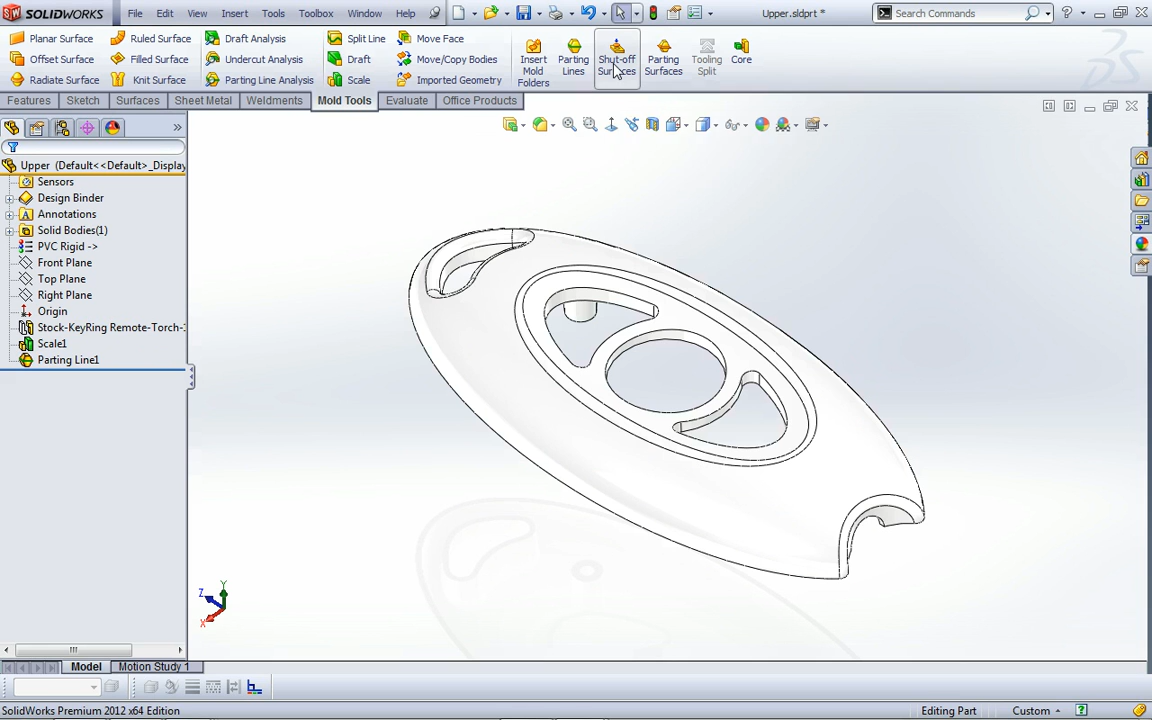 SOLIDWORKS File Edit View Insert Tools Toolbox Window Help Upper.sldprt * Search Commands
Planar Surface Ruled Surface Draft Analysis Split Line Move Face
Offset Surface Filled Surface Undercut Analysis Draft Move/Copy Bodies
Radiate Surface Knit Surface Parting Line Analysis Scale Imported Geometry
Insert Mold Folders
Parting Lines
Shut-off Surfaces
Parting Surfaces
Tooling Split
Core
Features Sketch Surfaces Sheet Metal Weldments Mold Tools Evaluate Office Products
Upper (Default<<Default>_Display
Sensors
Design Binder
Annotations
Solid Bodies(1)
PVC Rigid ->
Front Plane
Top Plane
Right Plane
Origin
Stock-KeyRing Remote-Torch-
Scale1
Parting Line1
Y
Z
X
Model Motion Study 1
SolidWorks Premium 2012 x64 Edition Editing Part Custom